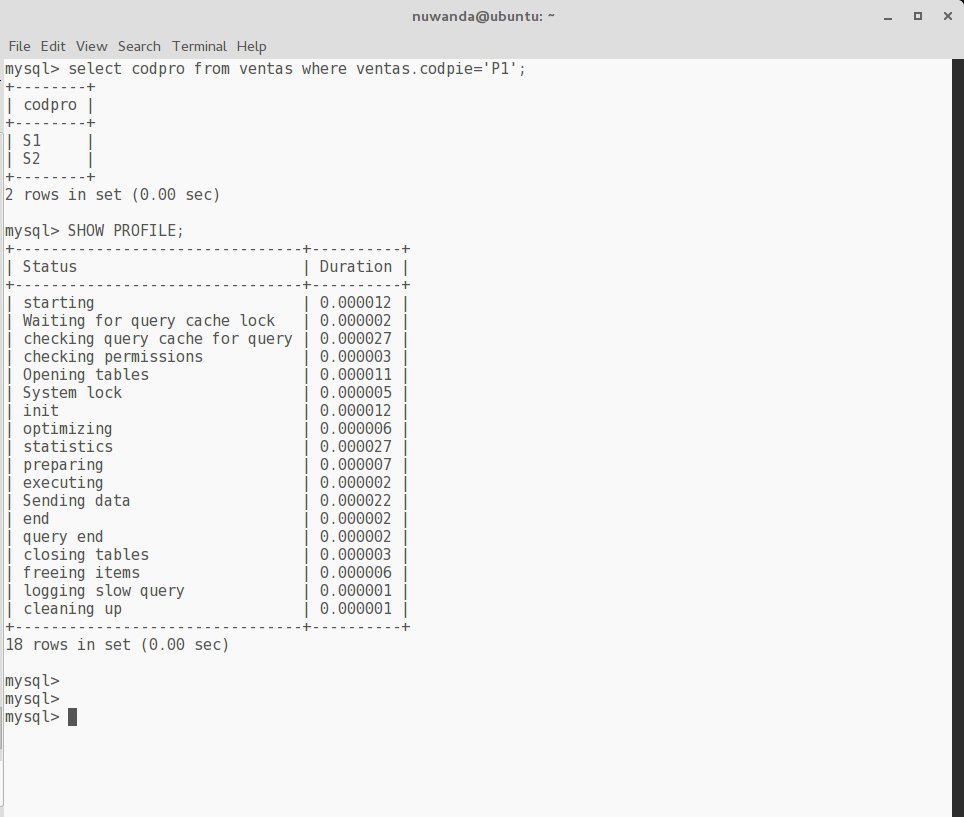 nuwanda@ubuntu: ~
File Edit View Search Terminal Help
mysql> select codpro from ventas where ventas.codpie='P1';
+--------+
| codpro |
+--------+
| S1     |
| S2     |
+--------+
2 rows in set (0.00 sec)

mysql> SHOW PROFILE;
+--------------------------------+----------+
| Status                         | Duration |
+--------------------------------+----------+
| starting                       | 0.000012 |
| Waiting for query cache lock   | 0.000002 |
| checking query cache for query | 0.000027 |
| checking permissions           | 0.000003 |
| Opening tables                 | 0.000011 |
| System lock                    | 0.000005 |
| init                           | 0.000012 |
| optimizing                     | 0.000006 |
| statistics                     | 0.000027 |
| preparing                      | 0.000007 |
| executing                      | 0.000002 |
| Sending data                   | 0.000022 |
| end                            | 0.000002 |
| query end                      | 0.000002 |
| closing tables                 | 0.000003 |
| freeing items                  | 0.000006 |
| logging slow query             | 0.000001 |
| cleaning up                    | 0.000001 |
+--------------------------------+----------+
18 rows in set (0.00 sec)

mysql>
mysql>
mysql>